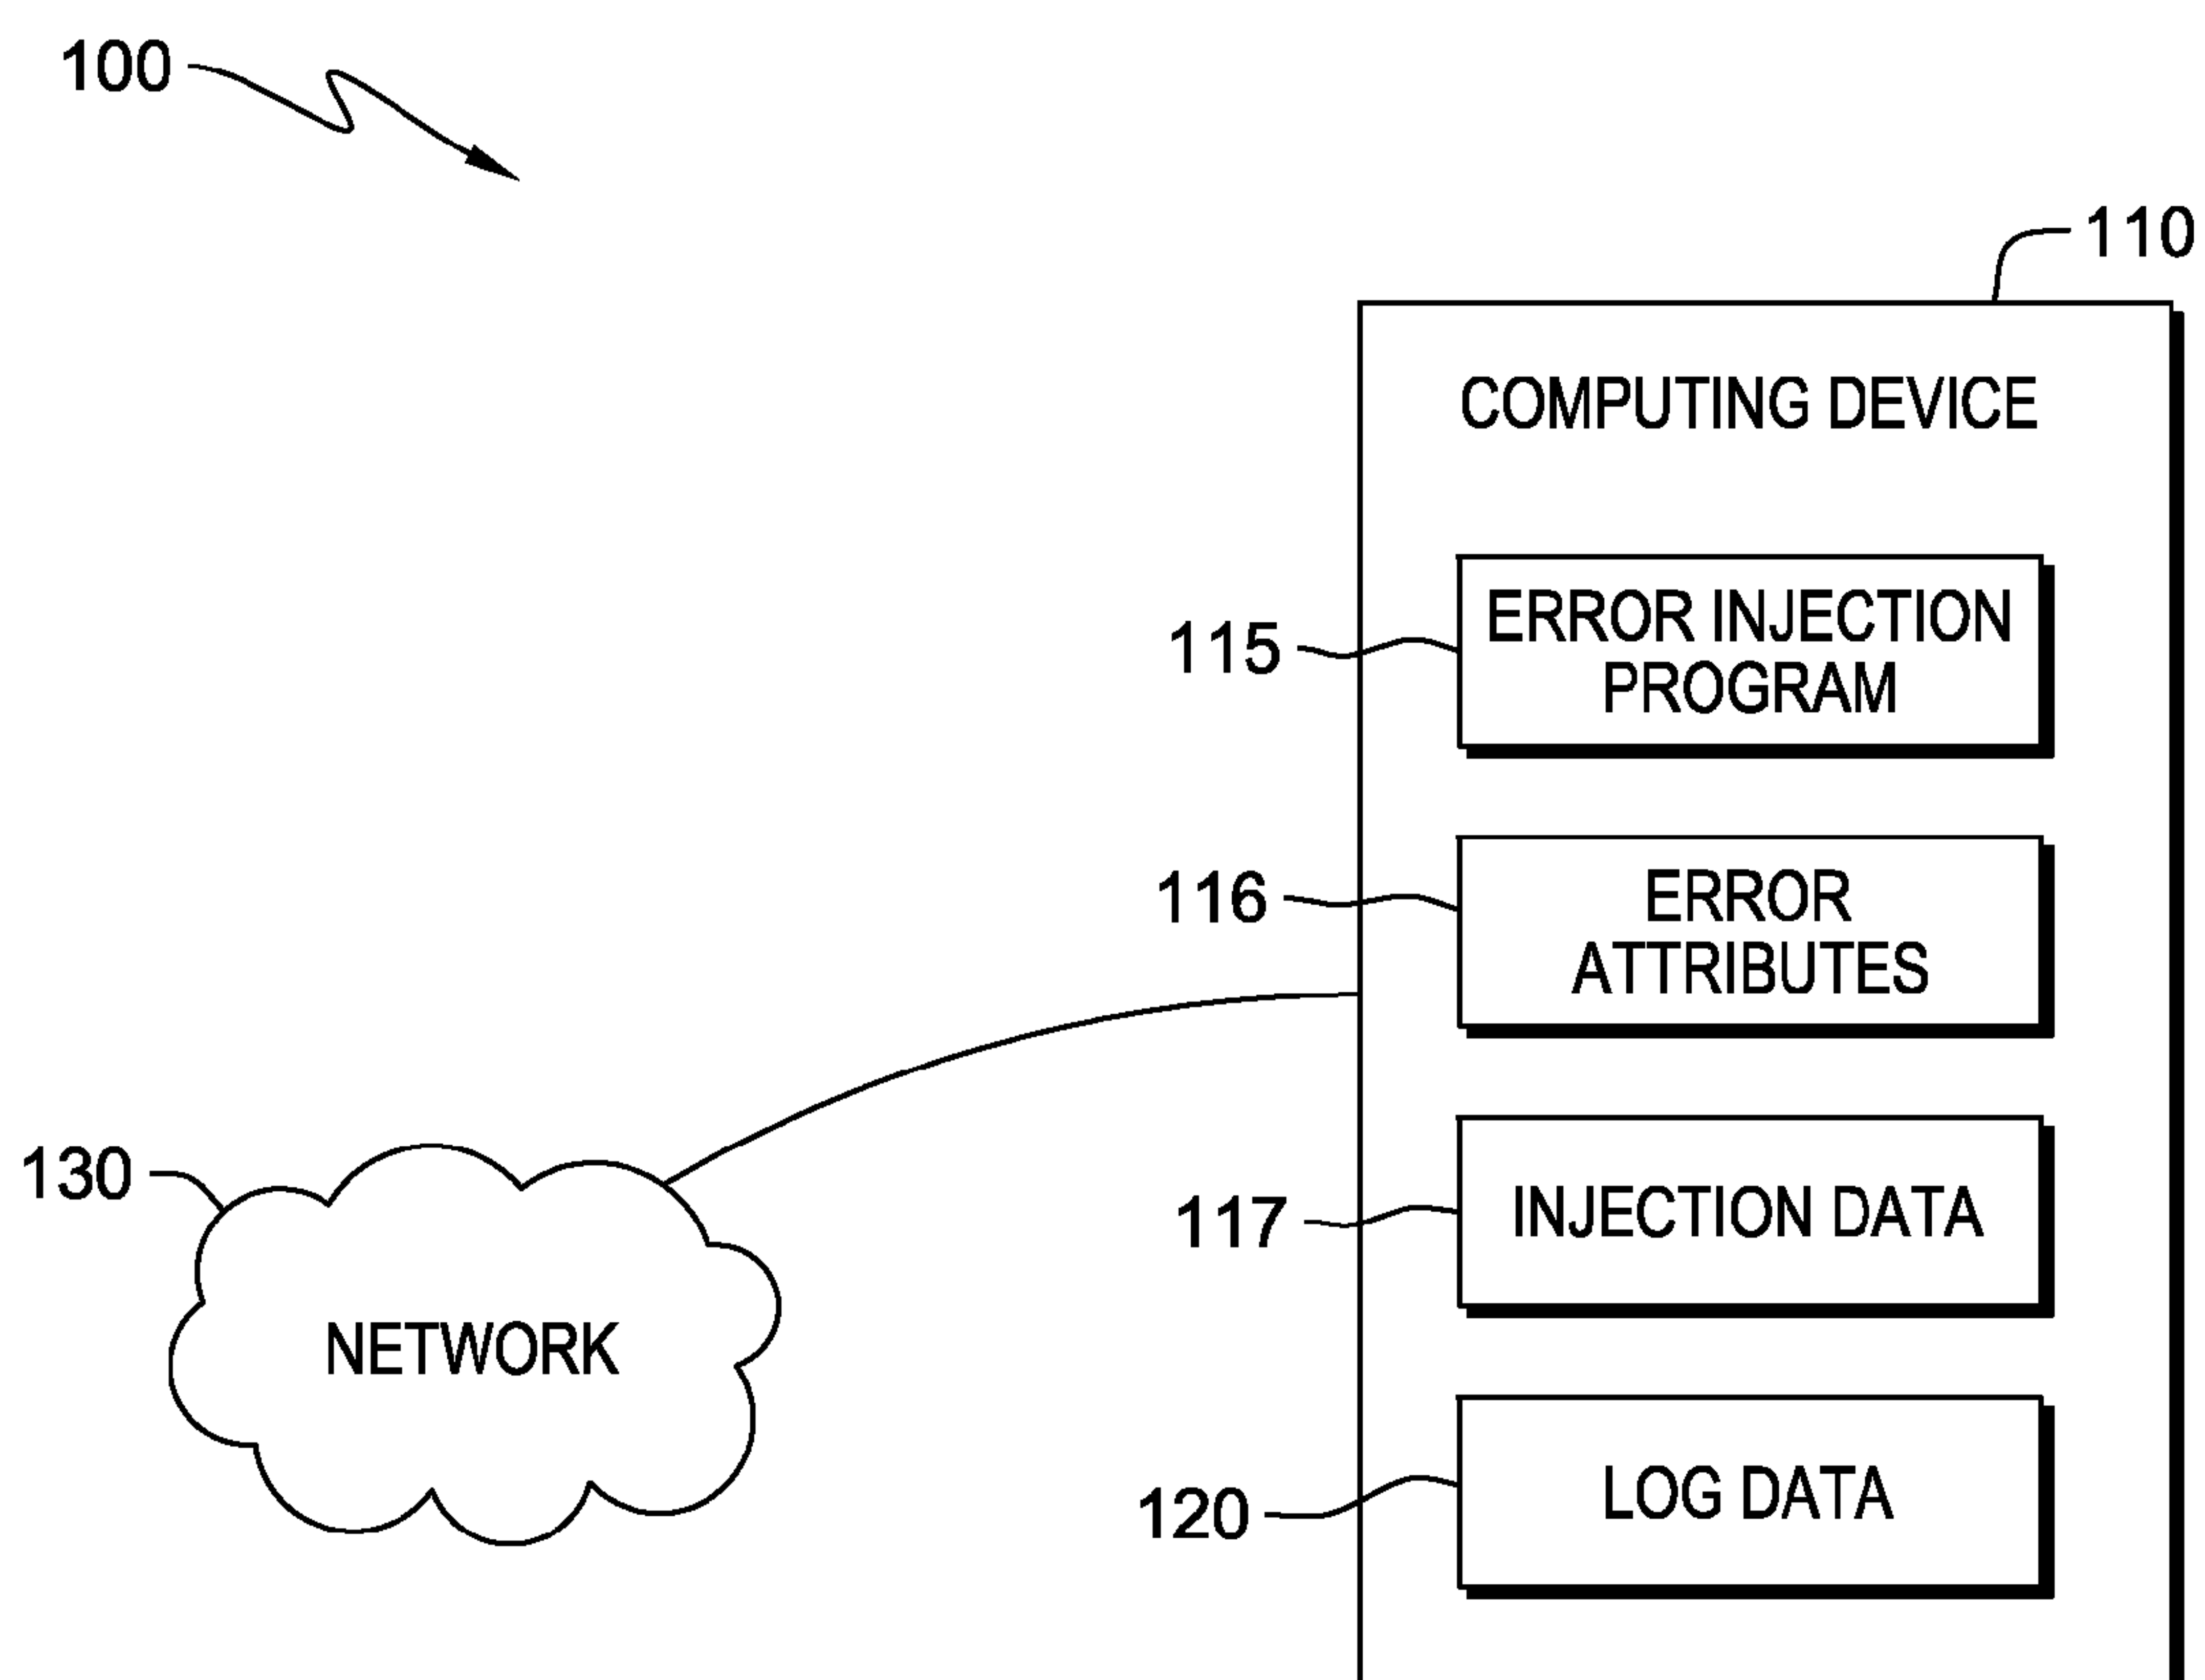 100
110
COMPUTING DEVICE
115
ERROR INJECTION
PROGRAM
116
ERROR
ATTRIBUTES
130
117
INJECTION DATA
NETWORK
120
LOG DATA